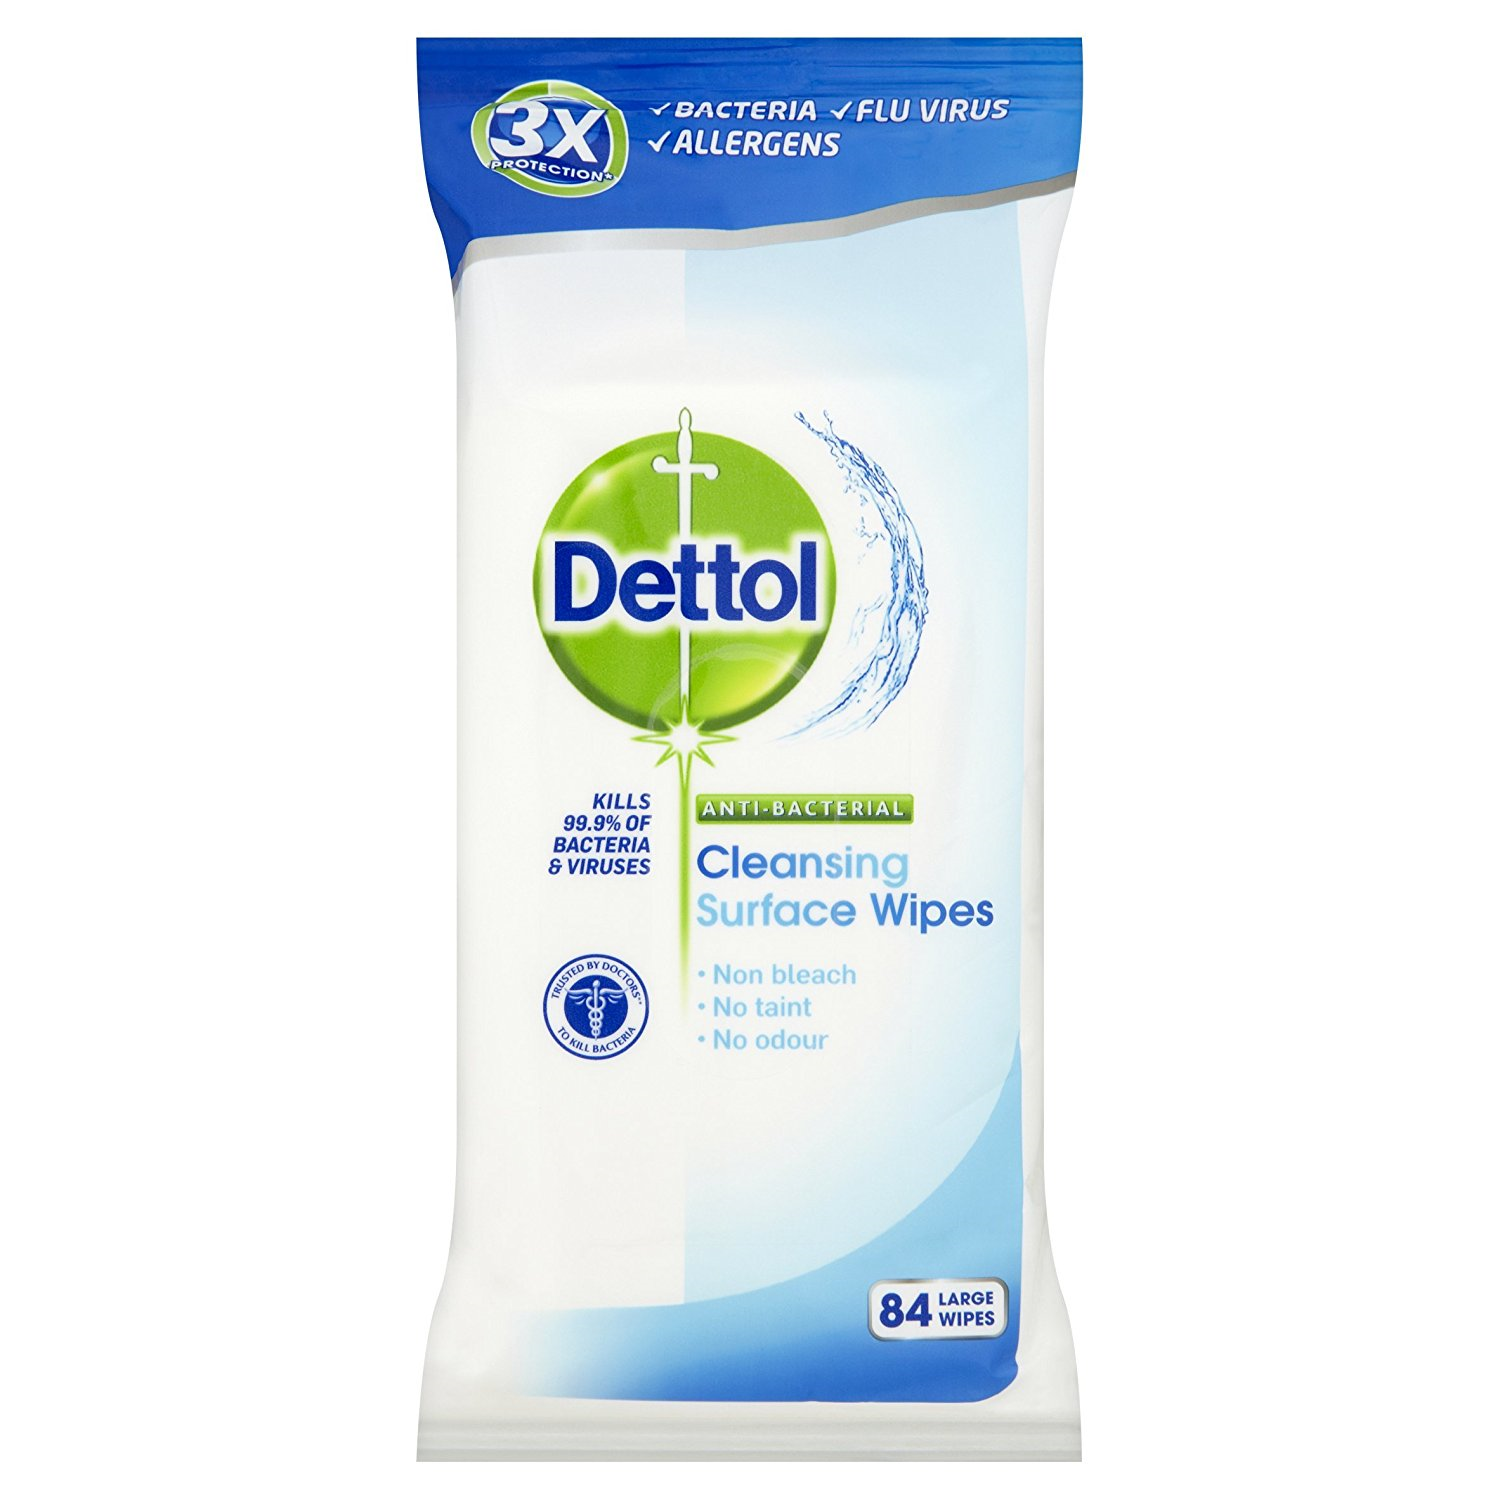 3X
PROTECTION*
✓BACTERIA ✓FLU VIRUS
✓ALLERGENS
Dettol
KILLS
99.9% OF
BACTERIA
& VIRUSES
ANTI-BACTERIAL
Cleansing
Surface Wipes
• Non bleach
• No taint
• No odour
TRUSTED BY DOCTORS**
TO KILL BACTERIA
84 LARGE
WIPES